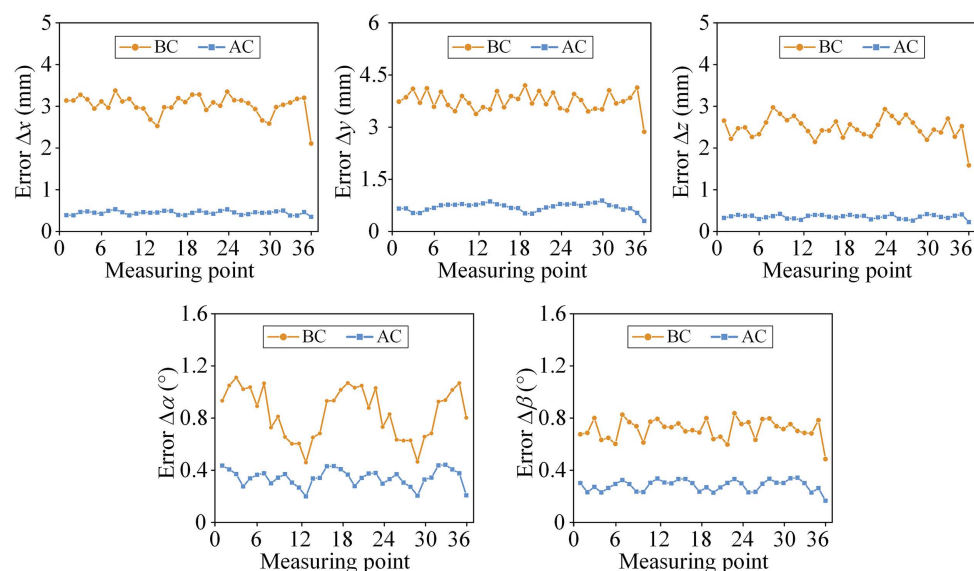 5
4
3
2
1
0
Error Δx (mm)
BC AC
0 6 12 18 24 30 36
Measuring point
6
4.5
3
1.5
0
Error Δy (mm)
BC AC
0 6 12 18 24 30 36
Measuring point
5
4
3
2
1
0
Error Δz (mm)
BC AC
0 6 12 18 24 30 36
Measuring point
1.6
1.2
0.8
0.4
0
Error Δα (°)
BC AC
0 6 12 18 24 30 36
Measuring point
1.6
1.2
0.8
0.4
0
Error Δβ (°)
BC AC
0 6 12 18 24 30 36
Measuring point